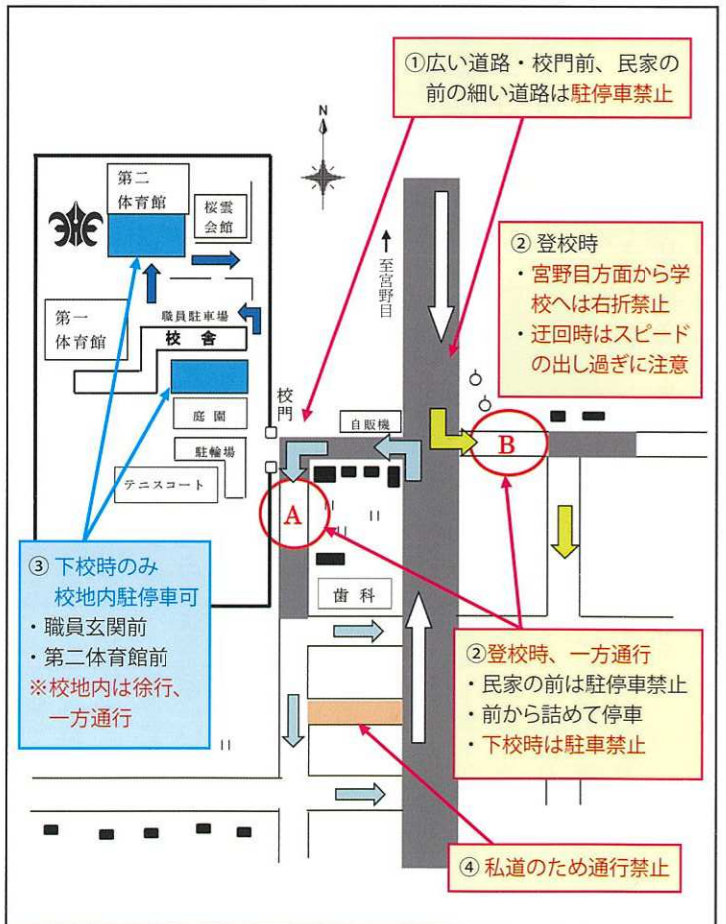 ①広い道路・校門前、民家の
前の細い道路は駐停車禁止
N
第二
体育館
桜雲
会館
至宮野目
② 登校時
・宮野目方面から学
校へは右折禁止
・迂回時はスピード
の出し過ぎに注意
第一
体育館
職員駐車場
校 舎
校門
自販機
庭園
駐輪場
テニスコート
A
B
歯科
③ 下校時のみ
校地内駐停車可
・職員玄関前
・第二体育館前
※校地内は徐行、
一方通行
②登校時、一方通行
・民家の前は駐停車禁止
・前から詰めて停車
・下校時は駐車禁止
④ 私道のため通行禁止